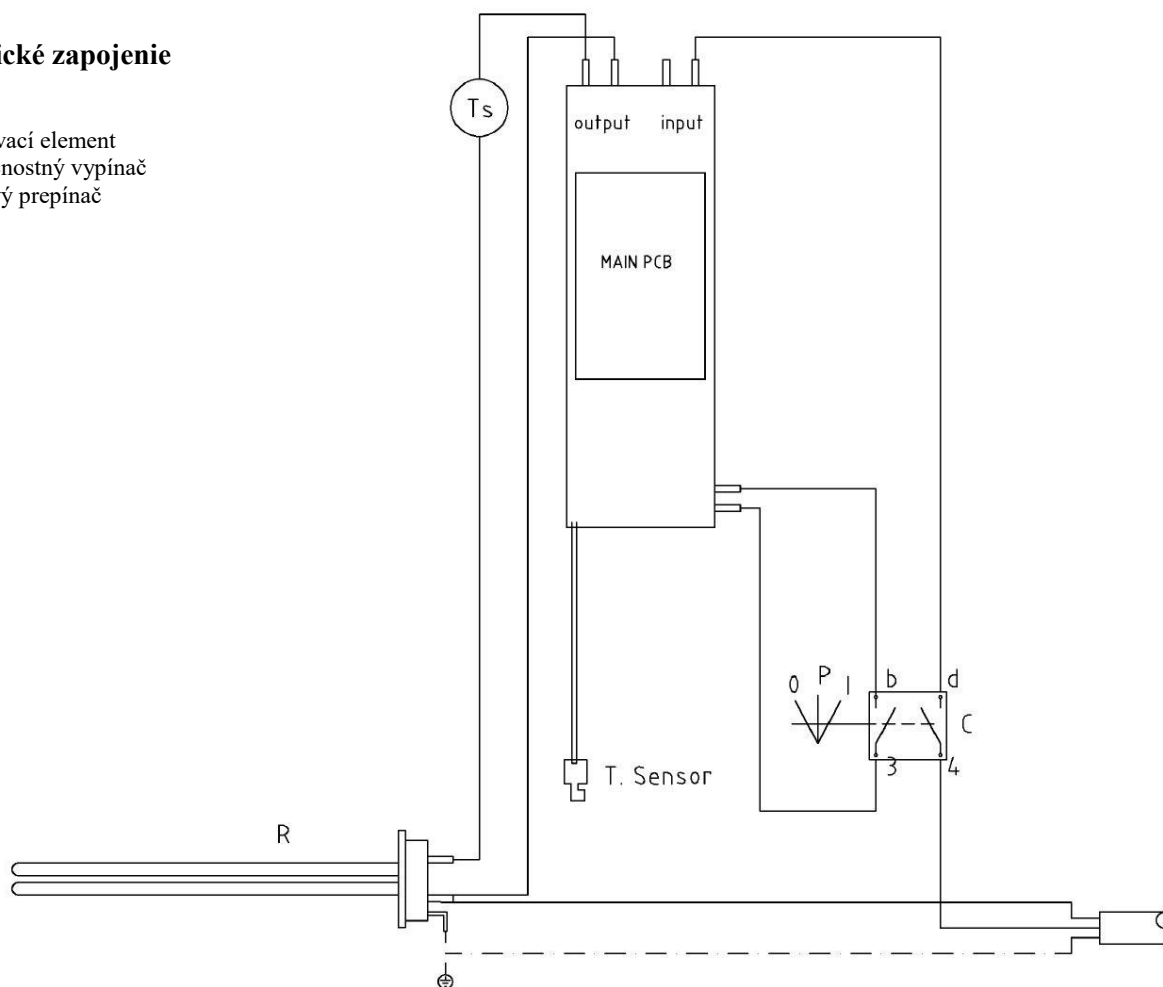 ické zapojenie
vací element
nostný vypínač
ý prepínač
Ts
output input
MAIN PCB
0 P I
b d
C
3 4
T. Sensor
R